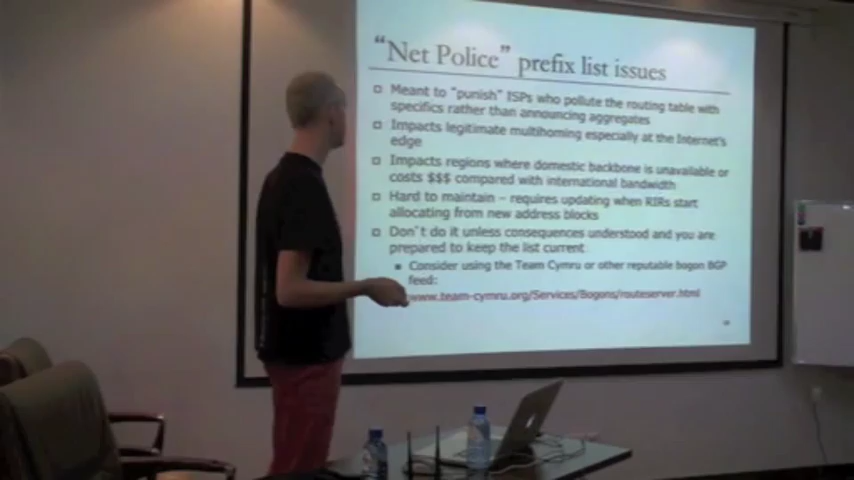 “Net Police” prefix list issues
Meant to “punish” ISPs who pollute the routing table with
specifics rather than announcing aggregates
Impacts legitimate multihoming especially at the Internet’s
edge
Impacts regions where domestic backbone is unavailable or
costs $$$ compared with international bandwidth
Hard to maintain – requires updating when RIRs start
allocating from new address blocks
Don’t do it unless consequences understood and you are
prepared to keep the list current
Consider using the Team Cymru or other reputable bogon BGP
feed:
www.team-cymru.org/Services/Bogons/routeserver.html